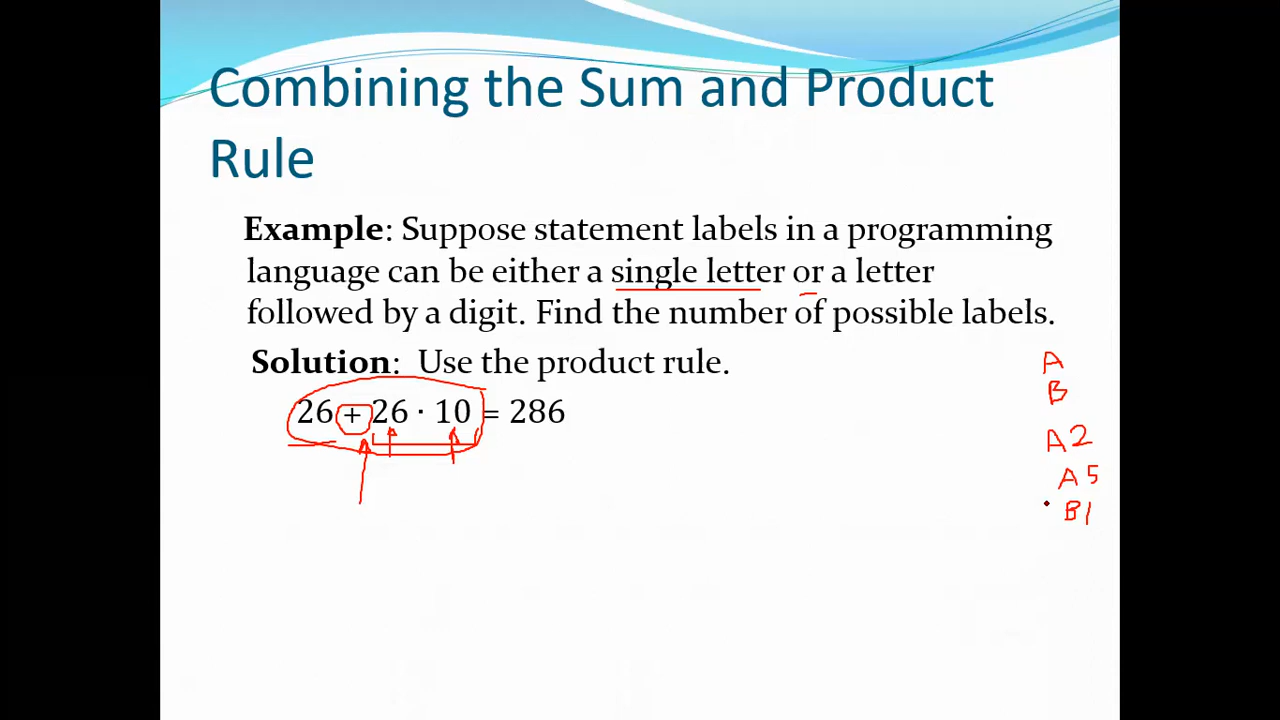 Combining the Sum and Product
Rule
Example: Suppose statement labels in a programming
language can be either a single letter or a letter
followed by a digit. Find the number of possible labels.
Solution: Use the product rule.
26 + 26 · 10 = 286
A
B
A2
A5
B1